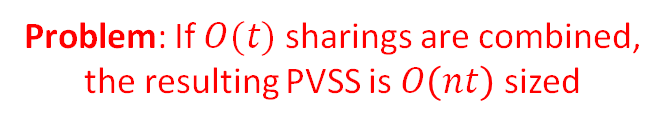 Problem: If O(t) sharings are combined,
the resulting PVSS is O(nt) sized